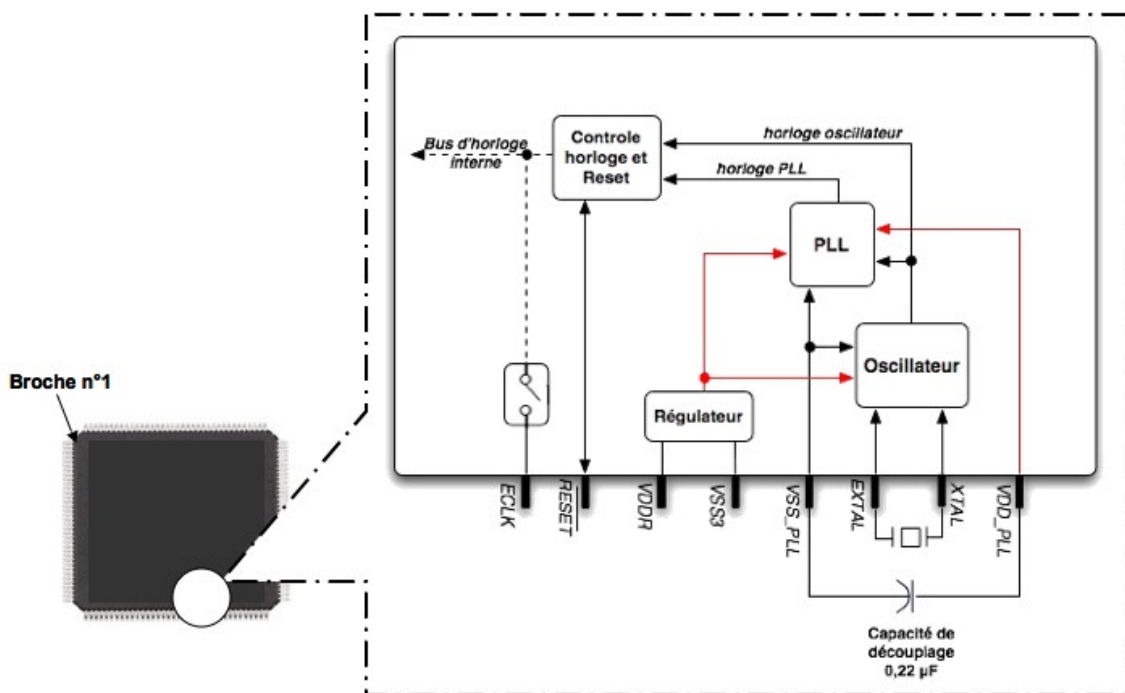 Bus d'horloge
interne
Controle
horloge et
Reset
horloge oscillateur
horloge PLL
PLL
Oscillateur
Régulateur
Broche n°1
ECLK
RESET
VDDR
VSS3
VSS_PLL
EXTAL
XTAL
VDD_PLL
Capacité de
découplage
0,22 µF